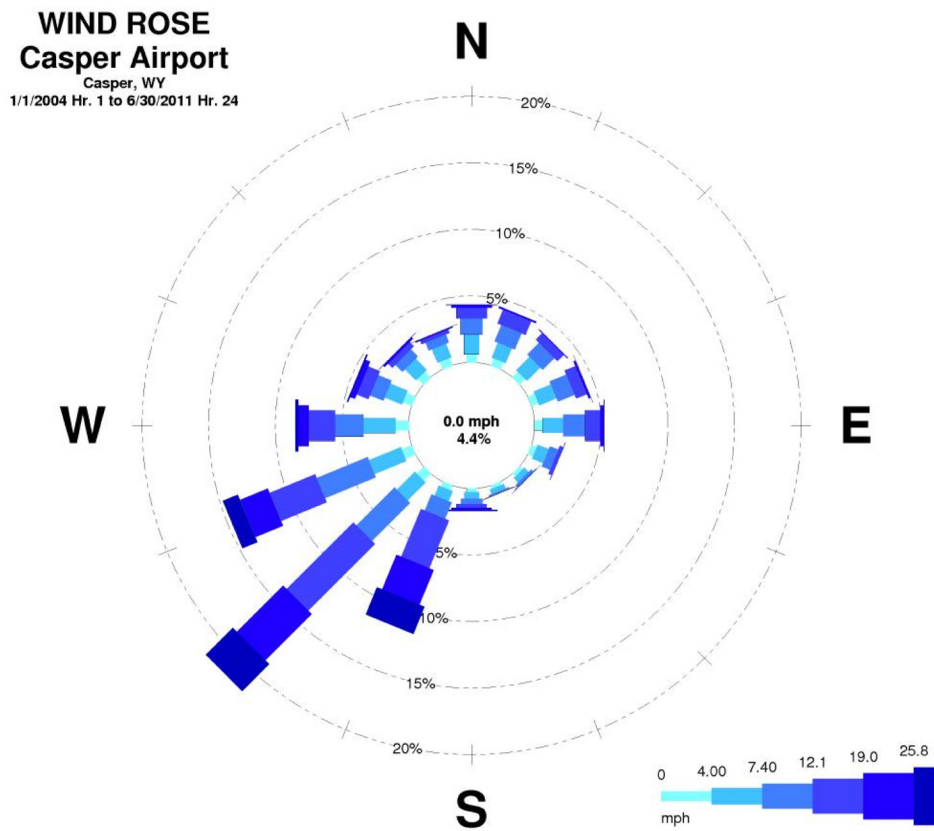 WIND ROSE
Casper Airport
Casper, WY
1/1/2004 Hr. 1 to 6/30/2011 Hr. 24
N
20%
15%
10%
5%
W
0.0 mph
4.4%
E
5%
10%
15%
20%
S
0 4.00 7.40 12.1 19.0 25.8
mph